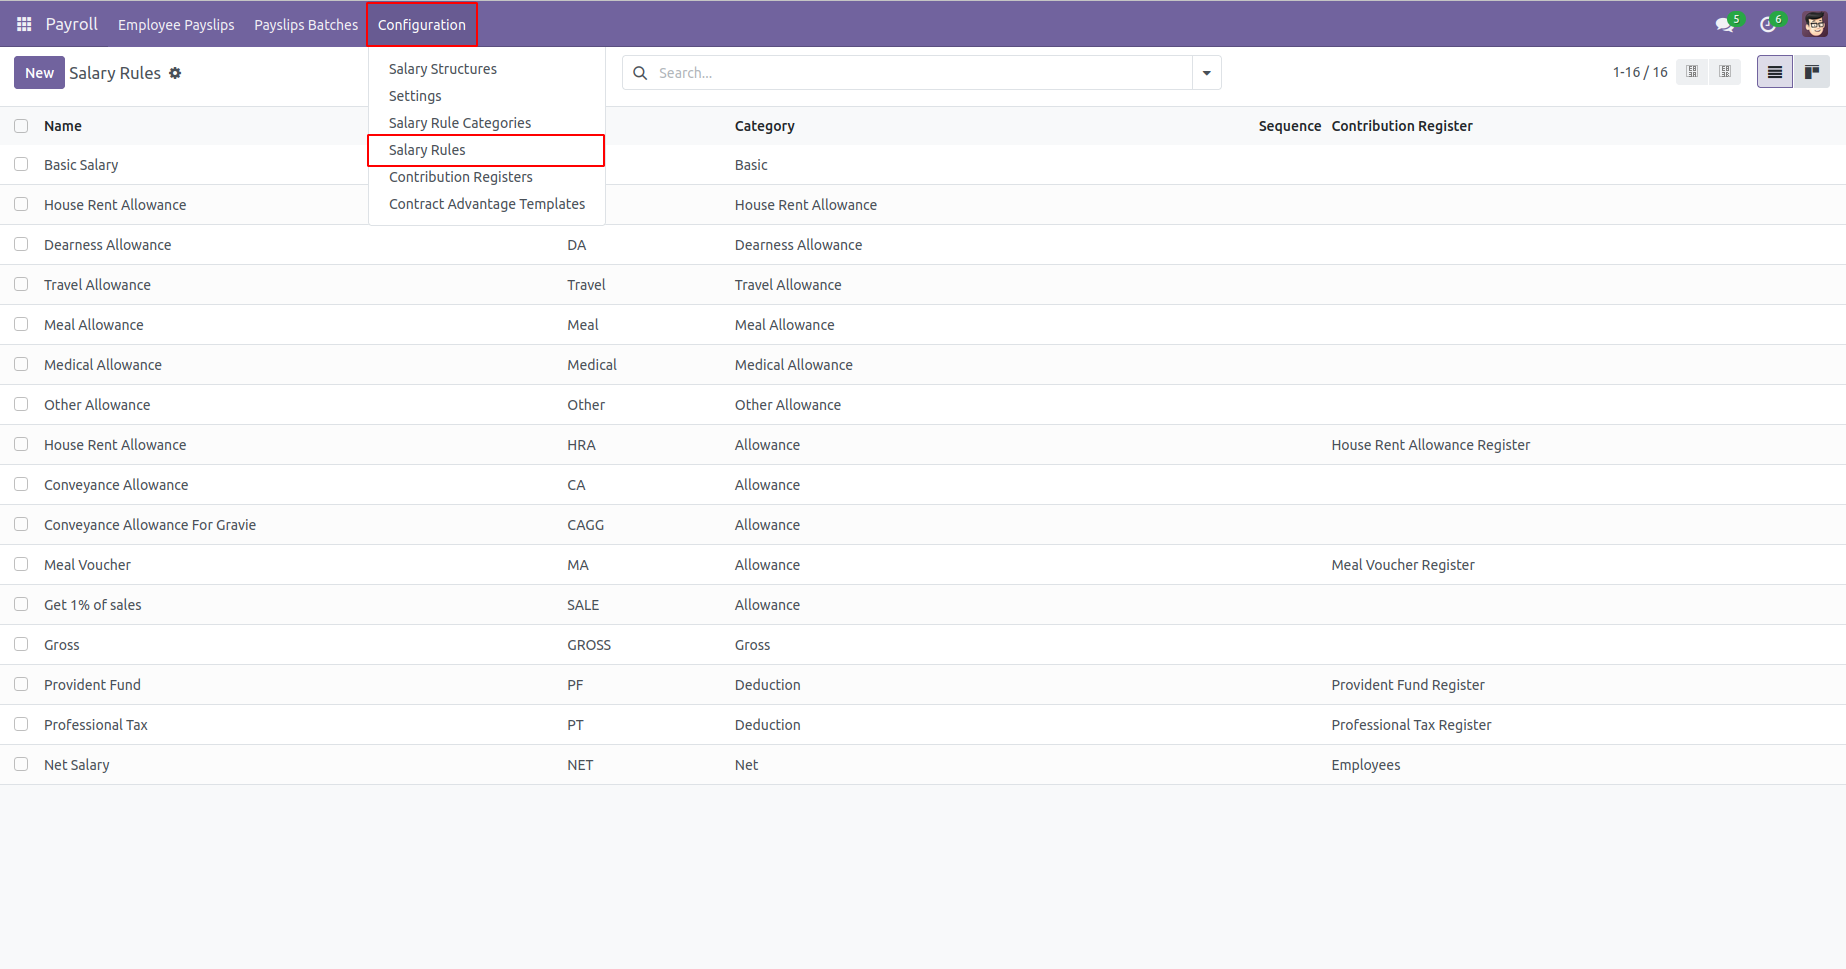 Payroll Employee Payslips Payslips Batches Configuration 5 6
New Salary Rules Search... 1-16 / 16
Salary Structures
Settings
Salary Rule Categories
Salary Rules
Contribution Registers
Contract Advantage Templates
Name Category Sequence Contribution Register
Basic Salary Basic
House Rent Allowance House Rent Allowance
Dearness Allowance DA Dearness Allowance
Travel Allowance Travel Travel Allowance
Meal Allowance Meal Meal Allowance
Medical Allowance Medical Medical Allowance
Other Allowance Other Other Allowance
House Rent Allowance HRA Allowance House Rent Allowance Register
Conveyance Allowance CA Allowance
Conveyance Allowance For Gravie CAGG Allowance
Meal Voucher MA Allowance Meal Voucher Register
Get 1% of sales SALE Allowance
Gross GROSS Gross
Provident Fund PF Deduction Provident Fund Register
Professional Tax PT Deduction Professional Tax Register
Net Salary NET Net Employees